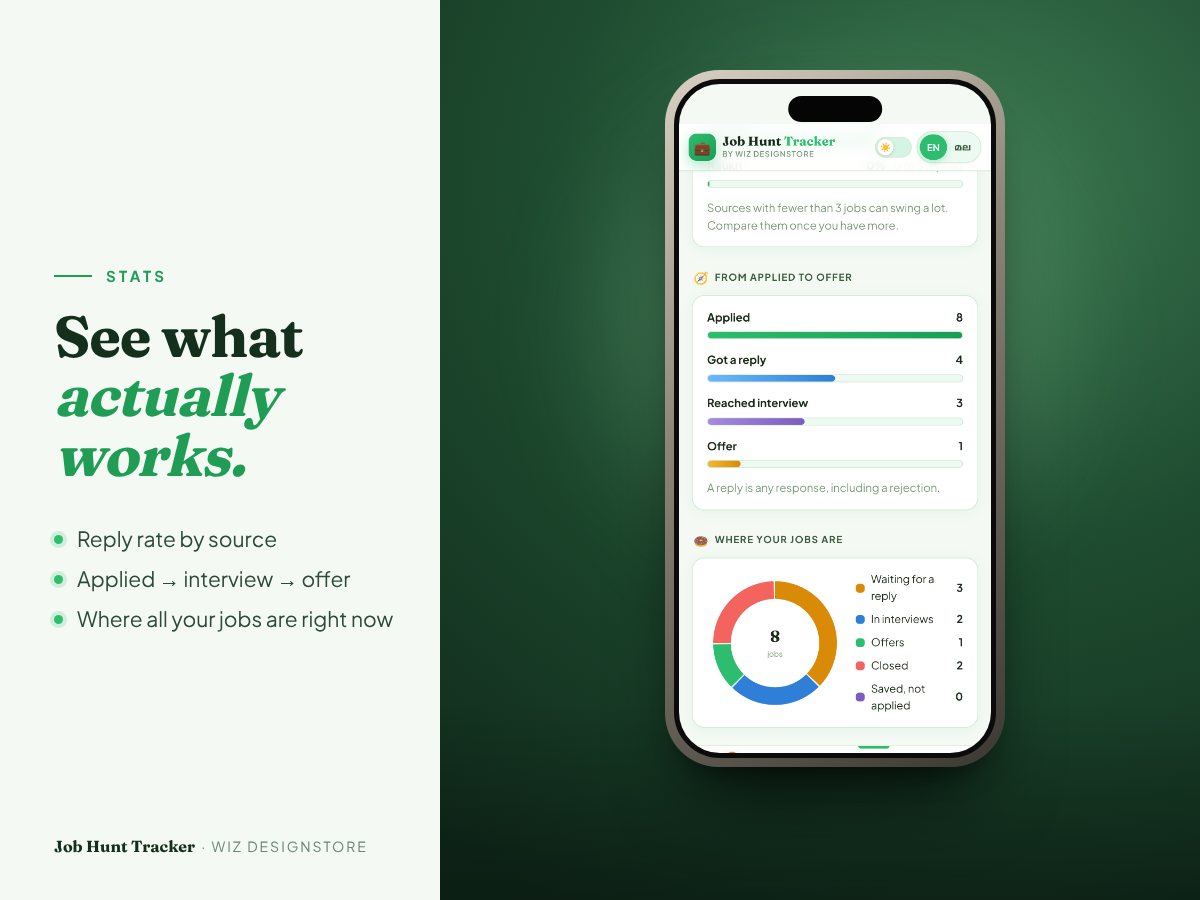 STATS
See what
actually
works.
Reply rate by source
Applied → interview → offer
Where all your jobs are right now
Job Hunt Tracker · WIZ DESIGNSTORE
Job Hunt Tracker
BY WIZ DESIGNSTORE
EN
മല
Sources with fewer than 3 jobs can swing a lot.
Compare them once you have more.
FROM APPLIED TO OFFER
Applied 8
Got a reply 4
Reached interview 3
Offer 1
A reply is any response, including a rejection.
WHERE YOUR JOBS ARE
8
jobs
Waiting for a
reply 3
In interviews 2
Offers 1
Closed 2
Saved, not
applied 0